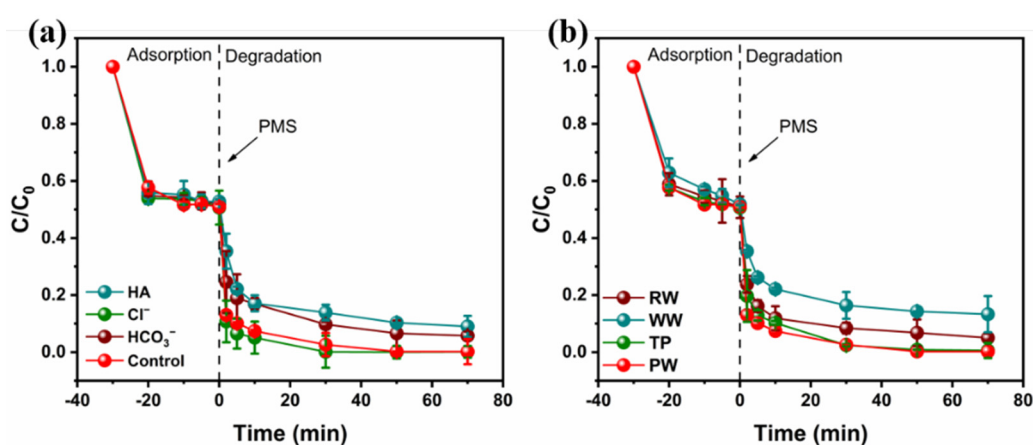 (a)
Adsorption
Degradation
PMS
C/C₀
1.0
0.8
0.6
0.4
0.2
0.0
HA
Cl⁻
HCO₃⁻
Control
-40 -20 0 20 40 60 80
Time (min)
(b)
Adsorption
Degradation
PMS
C/C₀
1.0
0.8
0.6
0.4
0.2
0.0
RW
WW
TP
PW
-40 -20 0 20 40 60 80
Time (min)